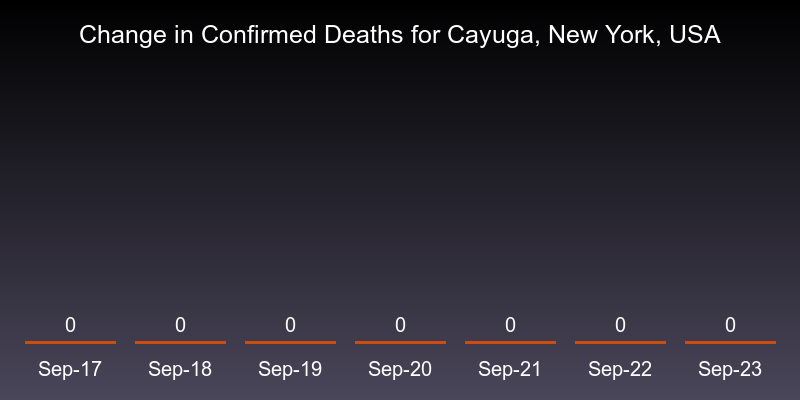 Change in Confirmed Deaths for Cayuga, New York, USA
0 0 0 0 0 0 0
Sep-17 Sep-18 Sep-19 Sep-20 Sep-21 Sep-22 Sep-23